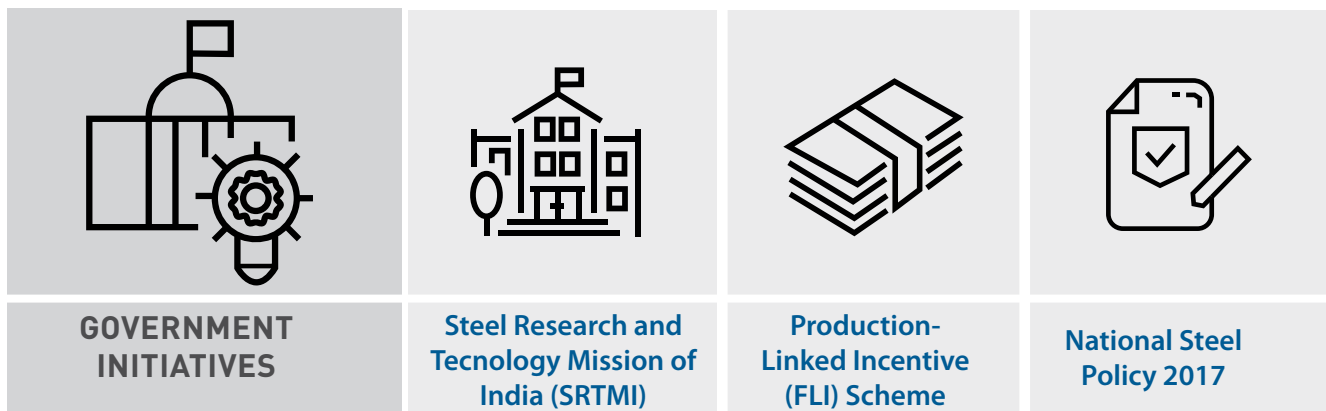 GOVERNMENT
INITIATIVES
Steel Research and
Tecnology Mission of
India (SRTMI)
Production-
Linked Incentive
(FLI) Scheme
National Steel
Policy 2017